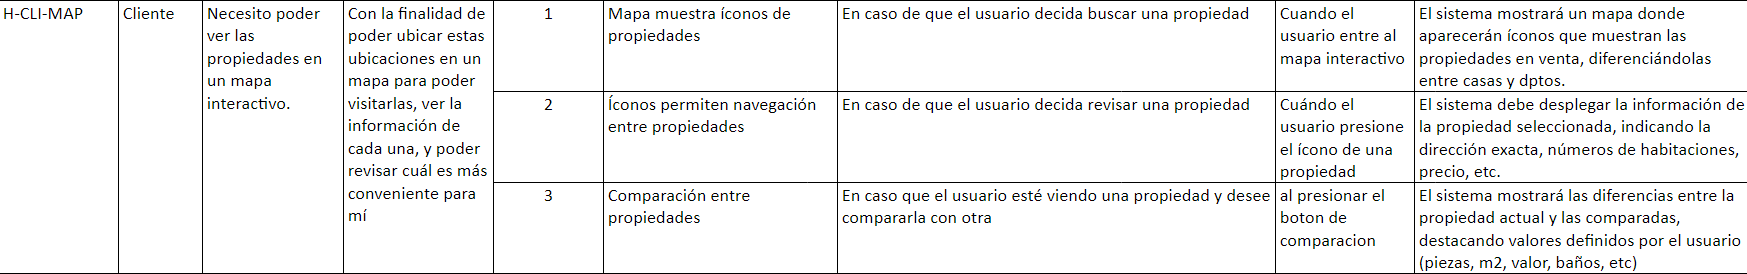 H-CLI-MAP
Cliente
Necesito poder
ver las
propiedades en
un mapa
interactivo.
Con la finalidad de
poder ubicar estas
ubicaciones en un
mapa para poder
visitarlas, ver la
información de
cada una, y poder
revisar cuál es más
conveniente para
mí
1
Mapa muestra íconos de
propiedades
En caso de que el usuario decida buscar una propiedad
Cuando el
usuario entre al
mapa interactivo
El sistema mostrará un mapa donde
aparecerán íconos que muestran las
propiedades en venta, diferenciándolas
entre casas y dptos.
2
Íconos permiten navegación
entre propiedades
En caso de que el usuario decida revisar una propiedad
Cuándo el
usuario presione
el ícono de una
propiedad
El sistema debe desplegar la información de
la propiedad seleccionada, indicando la
dirección exacta, números de habitaciones,
precio, etc.
3
Comparación entre
propiedades
En caso que el usuario esté viendo una propiedad y desee
compararla con otra
al presionar el
boton de
comparacion
El sistema mostrará las diferencias entre la
propiedad actual y las comparadas,
destacando valores definidos por el usuario
(piezas, m2, valor, baños, etc)